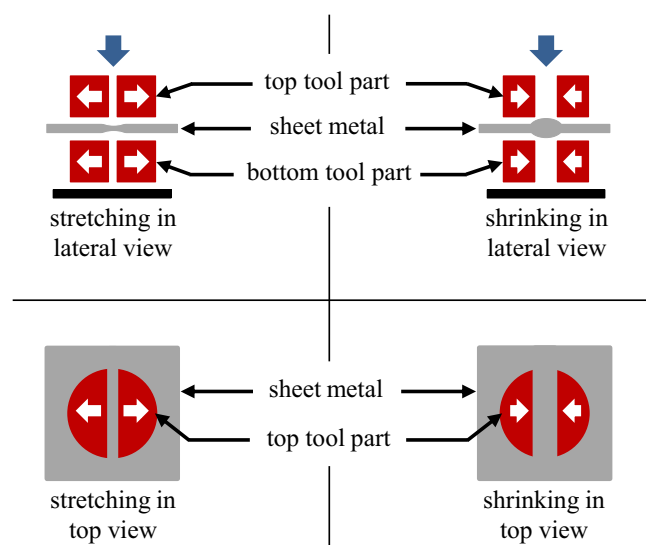 top tool part
sheet metal
bottom tool part
stretching in
lateral view
shrinking in
lateral view
sheet metal
top tool part
stretching in
top view
shrinking in
top view